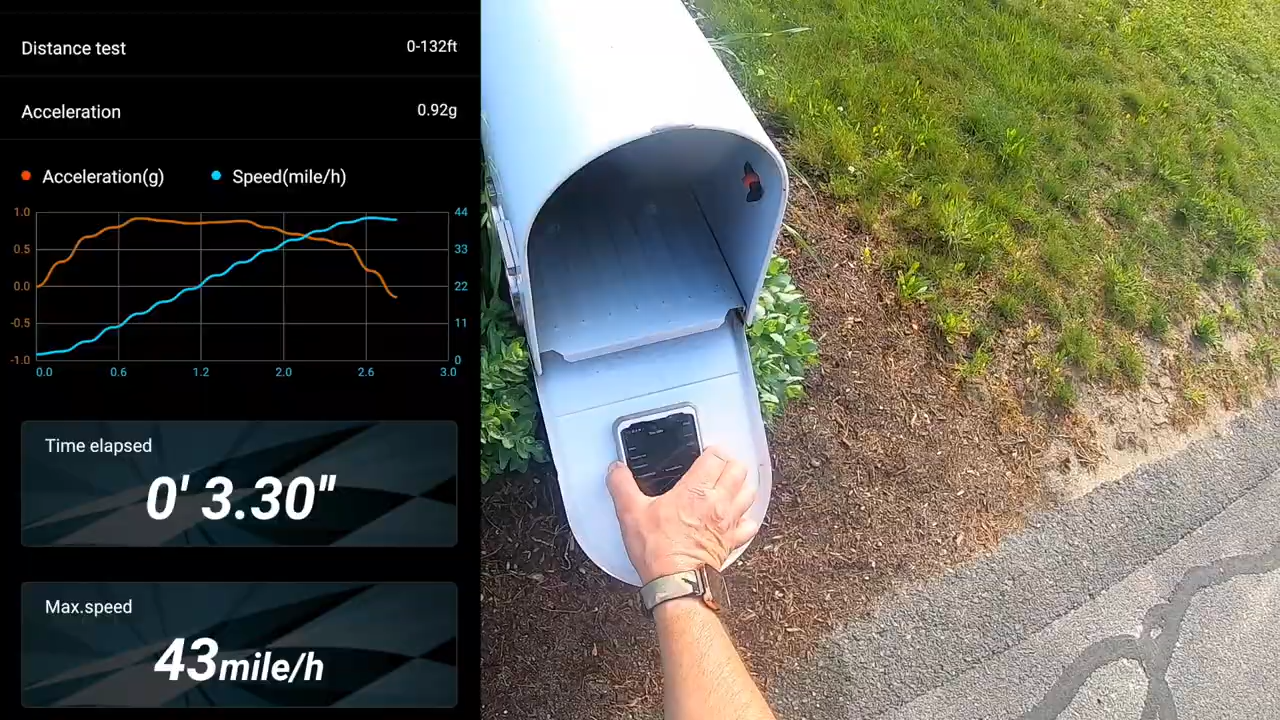 Distance test 0-132ft
Acceleration 0.92g
Acceleration(g) Speed(mile/h)
1.0 44
0.5 33
0.0 22
-0.5 11
-1.0 0
0.0 0.6 1.2 2.0 2.6 3.0
Time elapsed
0' 3.30"
Max.speed
43mile/h